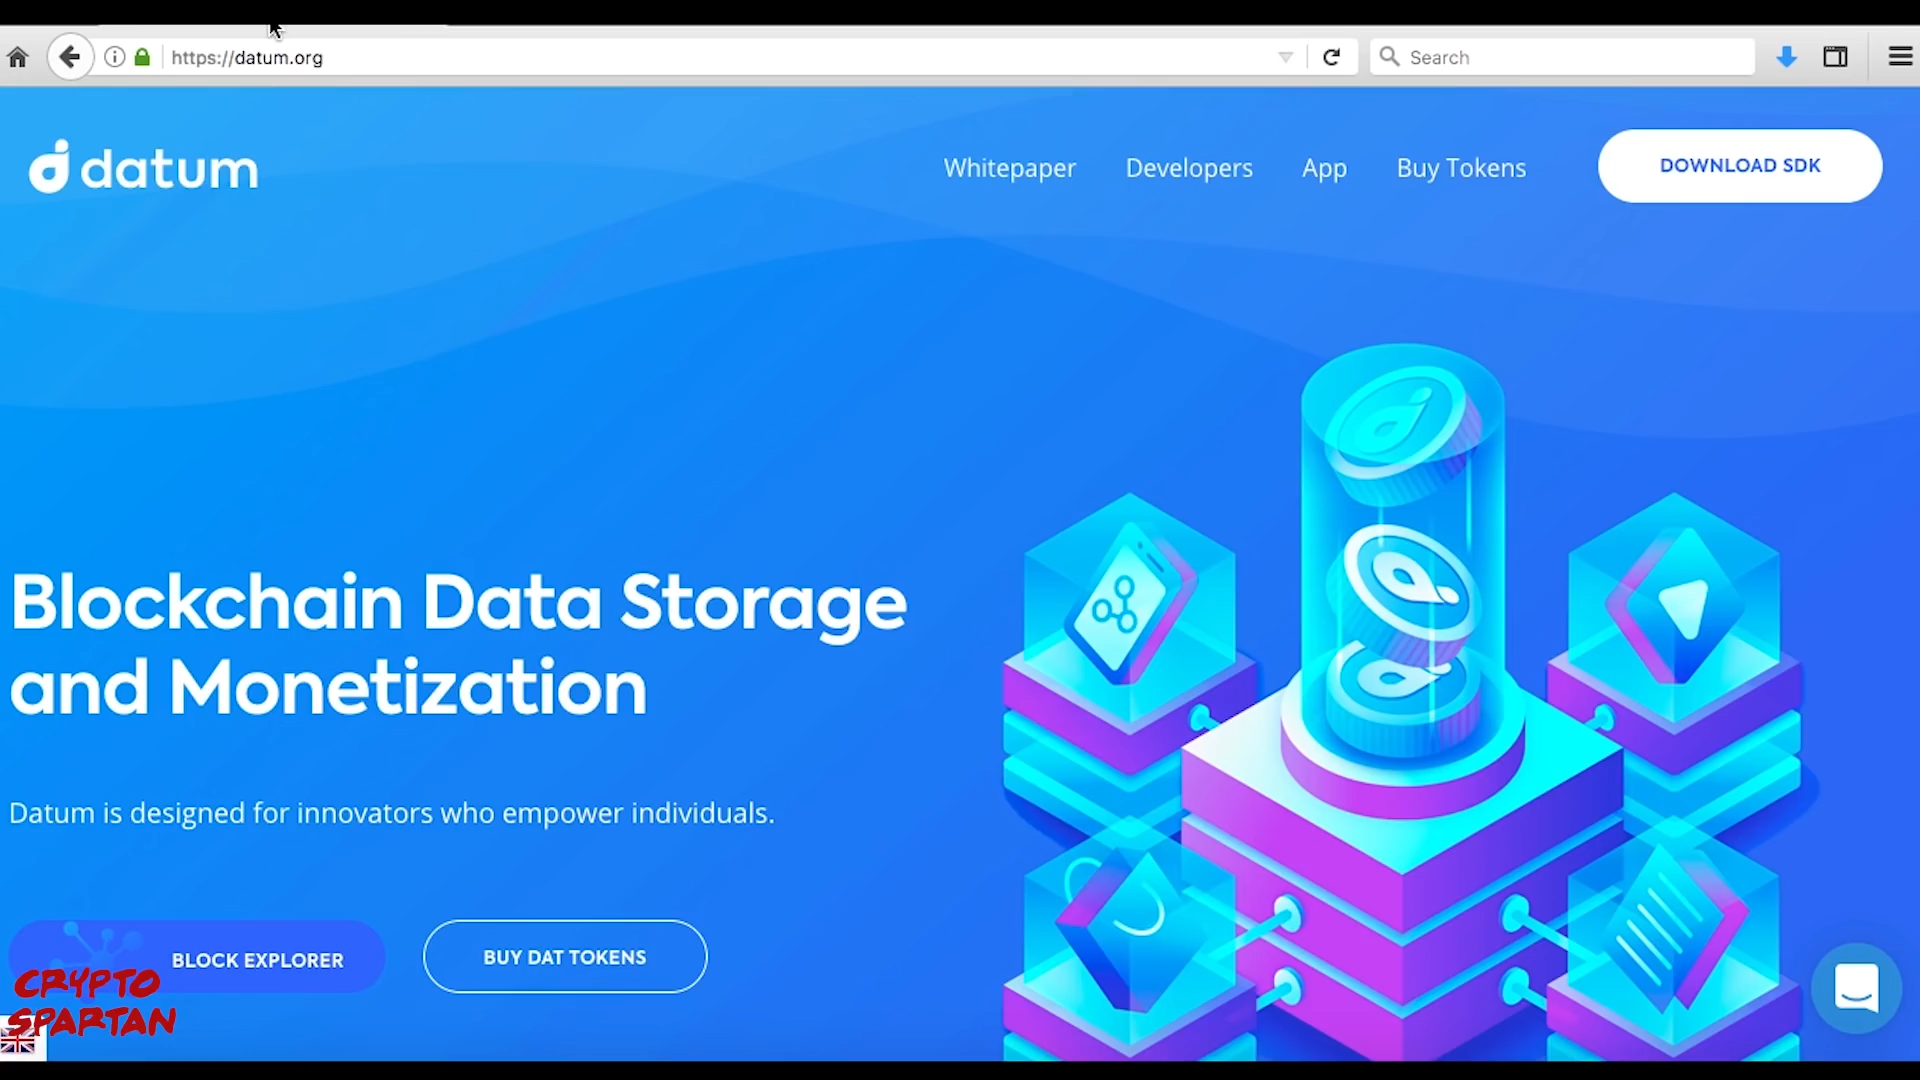 https://datum.org
Search
datum
Whitepaper
Developers
App
Buy Tokens
DOWNLOAD SDK
Blockchain Data Storage
and Monetization
Datum is designed for innovators who empower individuals.
BLOCK EXPLORER
BUY DAT TOKENS
CRYPTO
SPARTAN